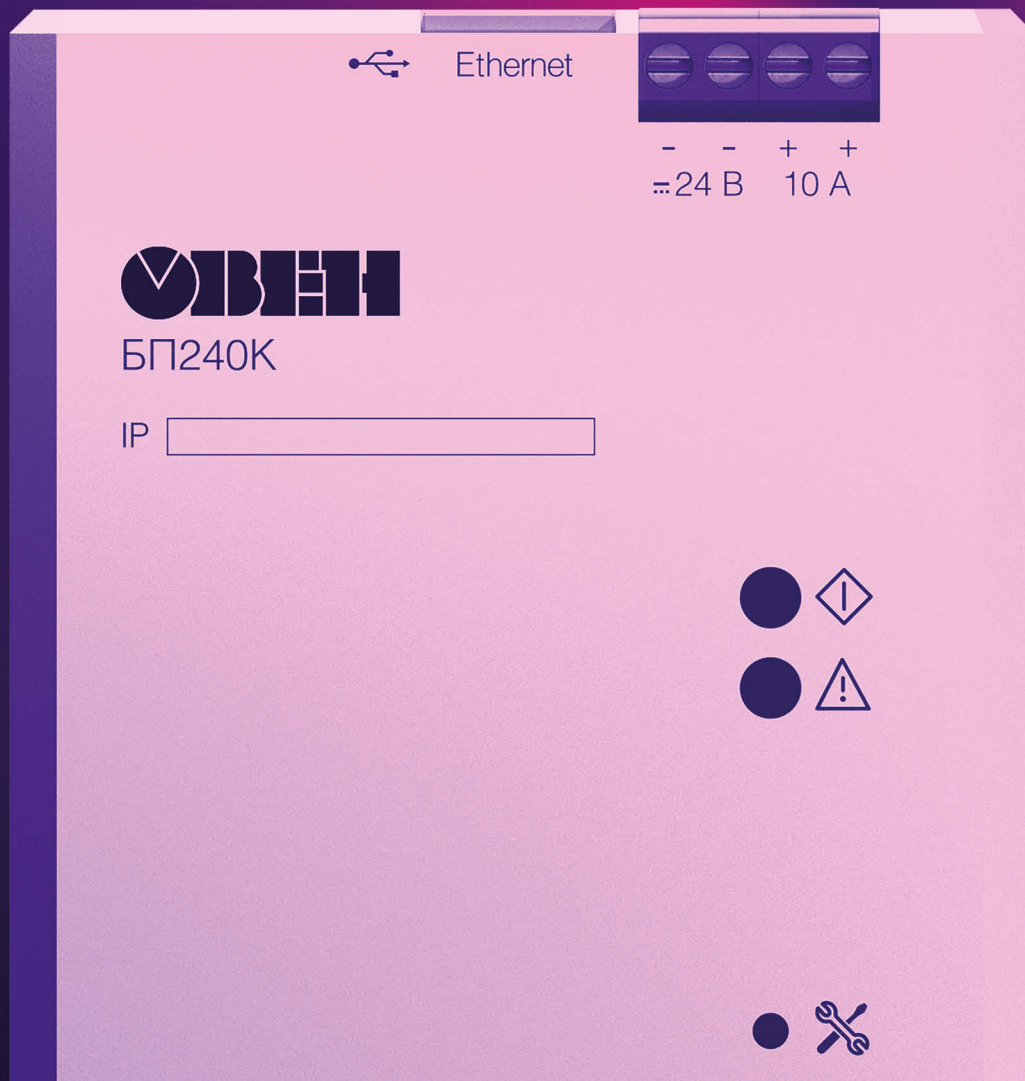 Ethernet
- - + +
⎓24 В 10 А
ОВЕН
БП240К
IP